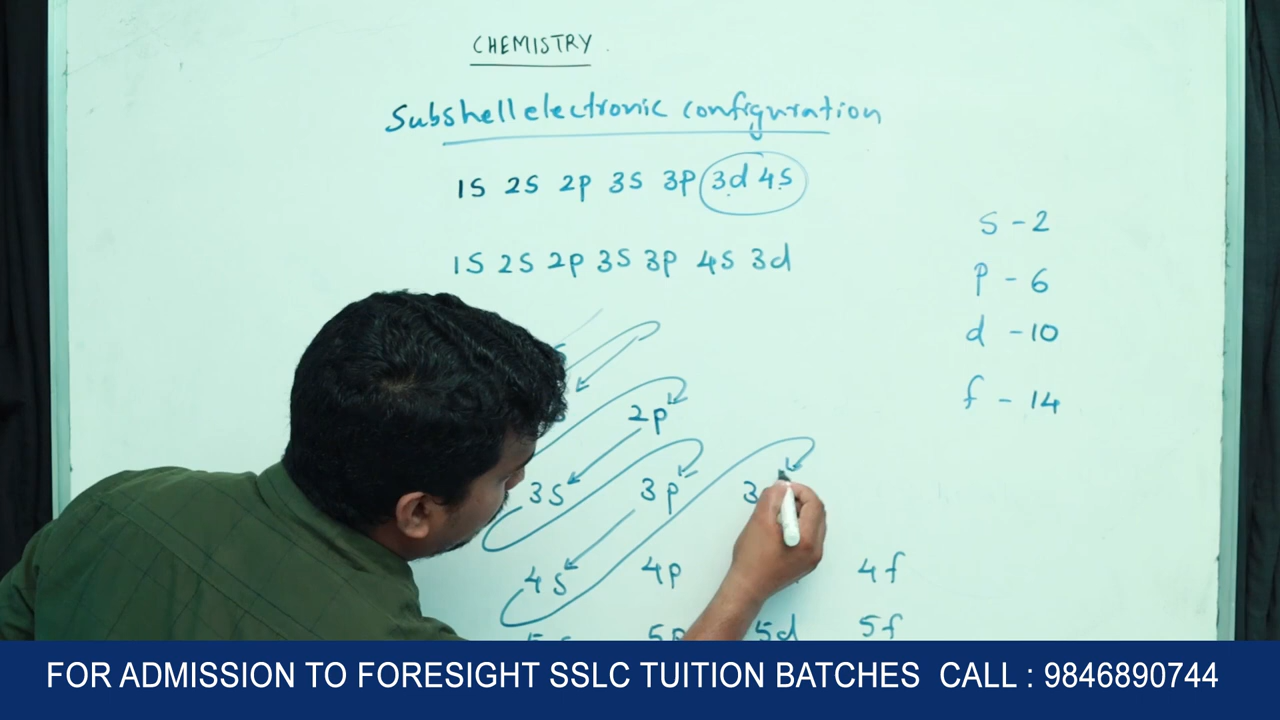 CHEMISTRY
Subshell electronic configuration
1S 2S 2p 3S 3p 3d 4S
1S 2S 2p 3S 3p 4S 3d
S - 2
p - 6
d - 10
f - 14
2p
3S 3p 3
4S 4p 4f
5p 5d 5f
FOR ADMISSION TO FORESIGHT SSLC TUITION BATCHES CALL : 9846890744